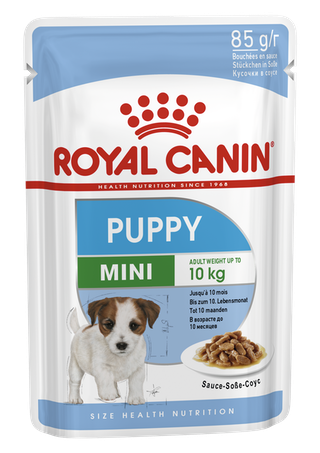 85 g/г
Bouchées en sauce
Stückchen in Soße
Кусочки в соусе
ROYAL CANIN
HEALTH NUTRITION SINCE 1968
PUPPY
MINI
ADULT WEIGHT UP TO
10 kg
Jusqu'à 10 mois
Bis zum 10. Lebensmonat
Tot 10 maanden
В возрасте до
10 месяцев
Sauce-Soße-Соус
SIZE HEALTH NUTRITION